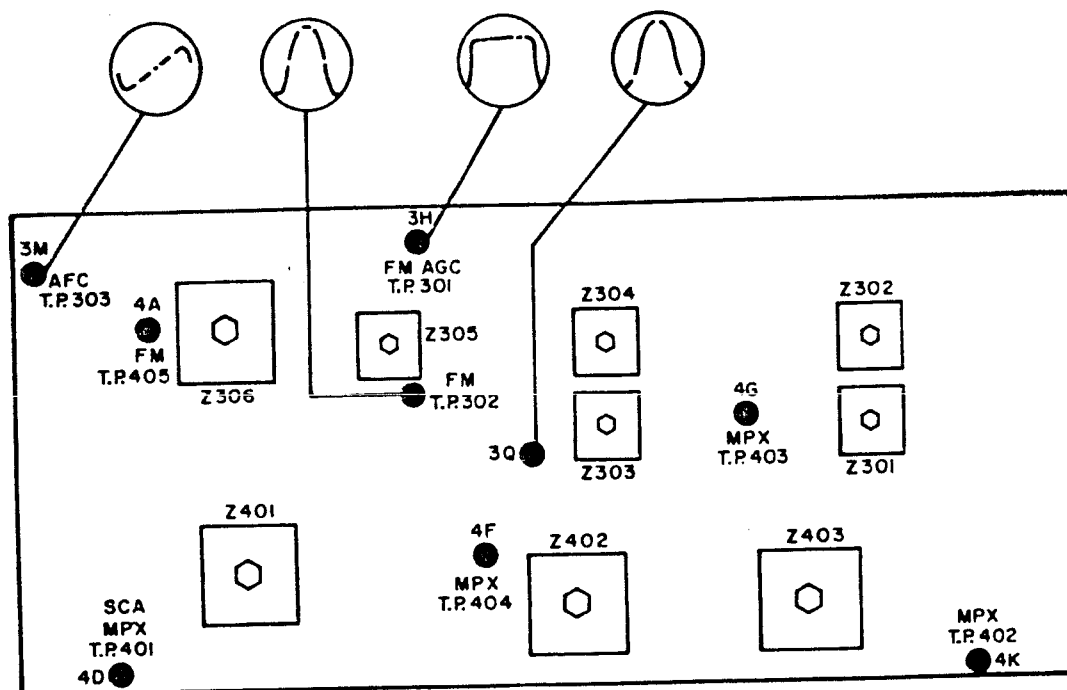 3H
3M
FM AGC
T.P. 301
AFC
T.P. 303
Z304
Z302
4A
Z305
FM
T.P. 405
FM
T.P. 302
Z306
4G
MPX
T.P. 403
3Q
Z303
Z301
Z401
4F
Z402
Z403
MPX
T.P. 404
SCA
MPX
T.P. 401
MPX
T.P. 402
4D
4K